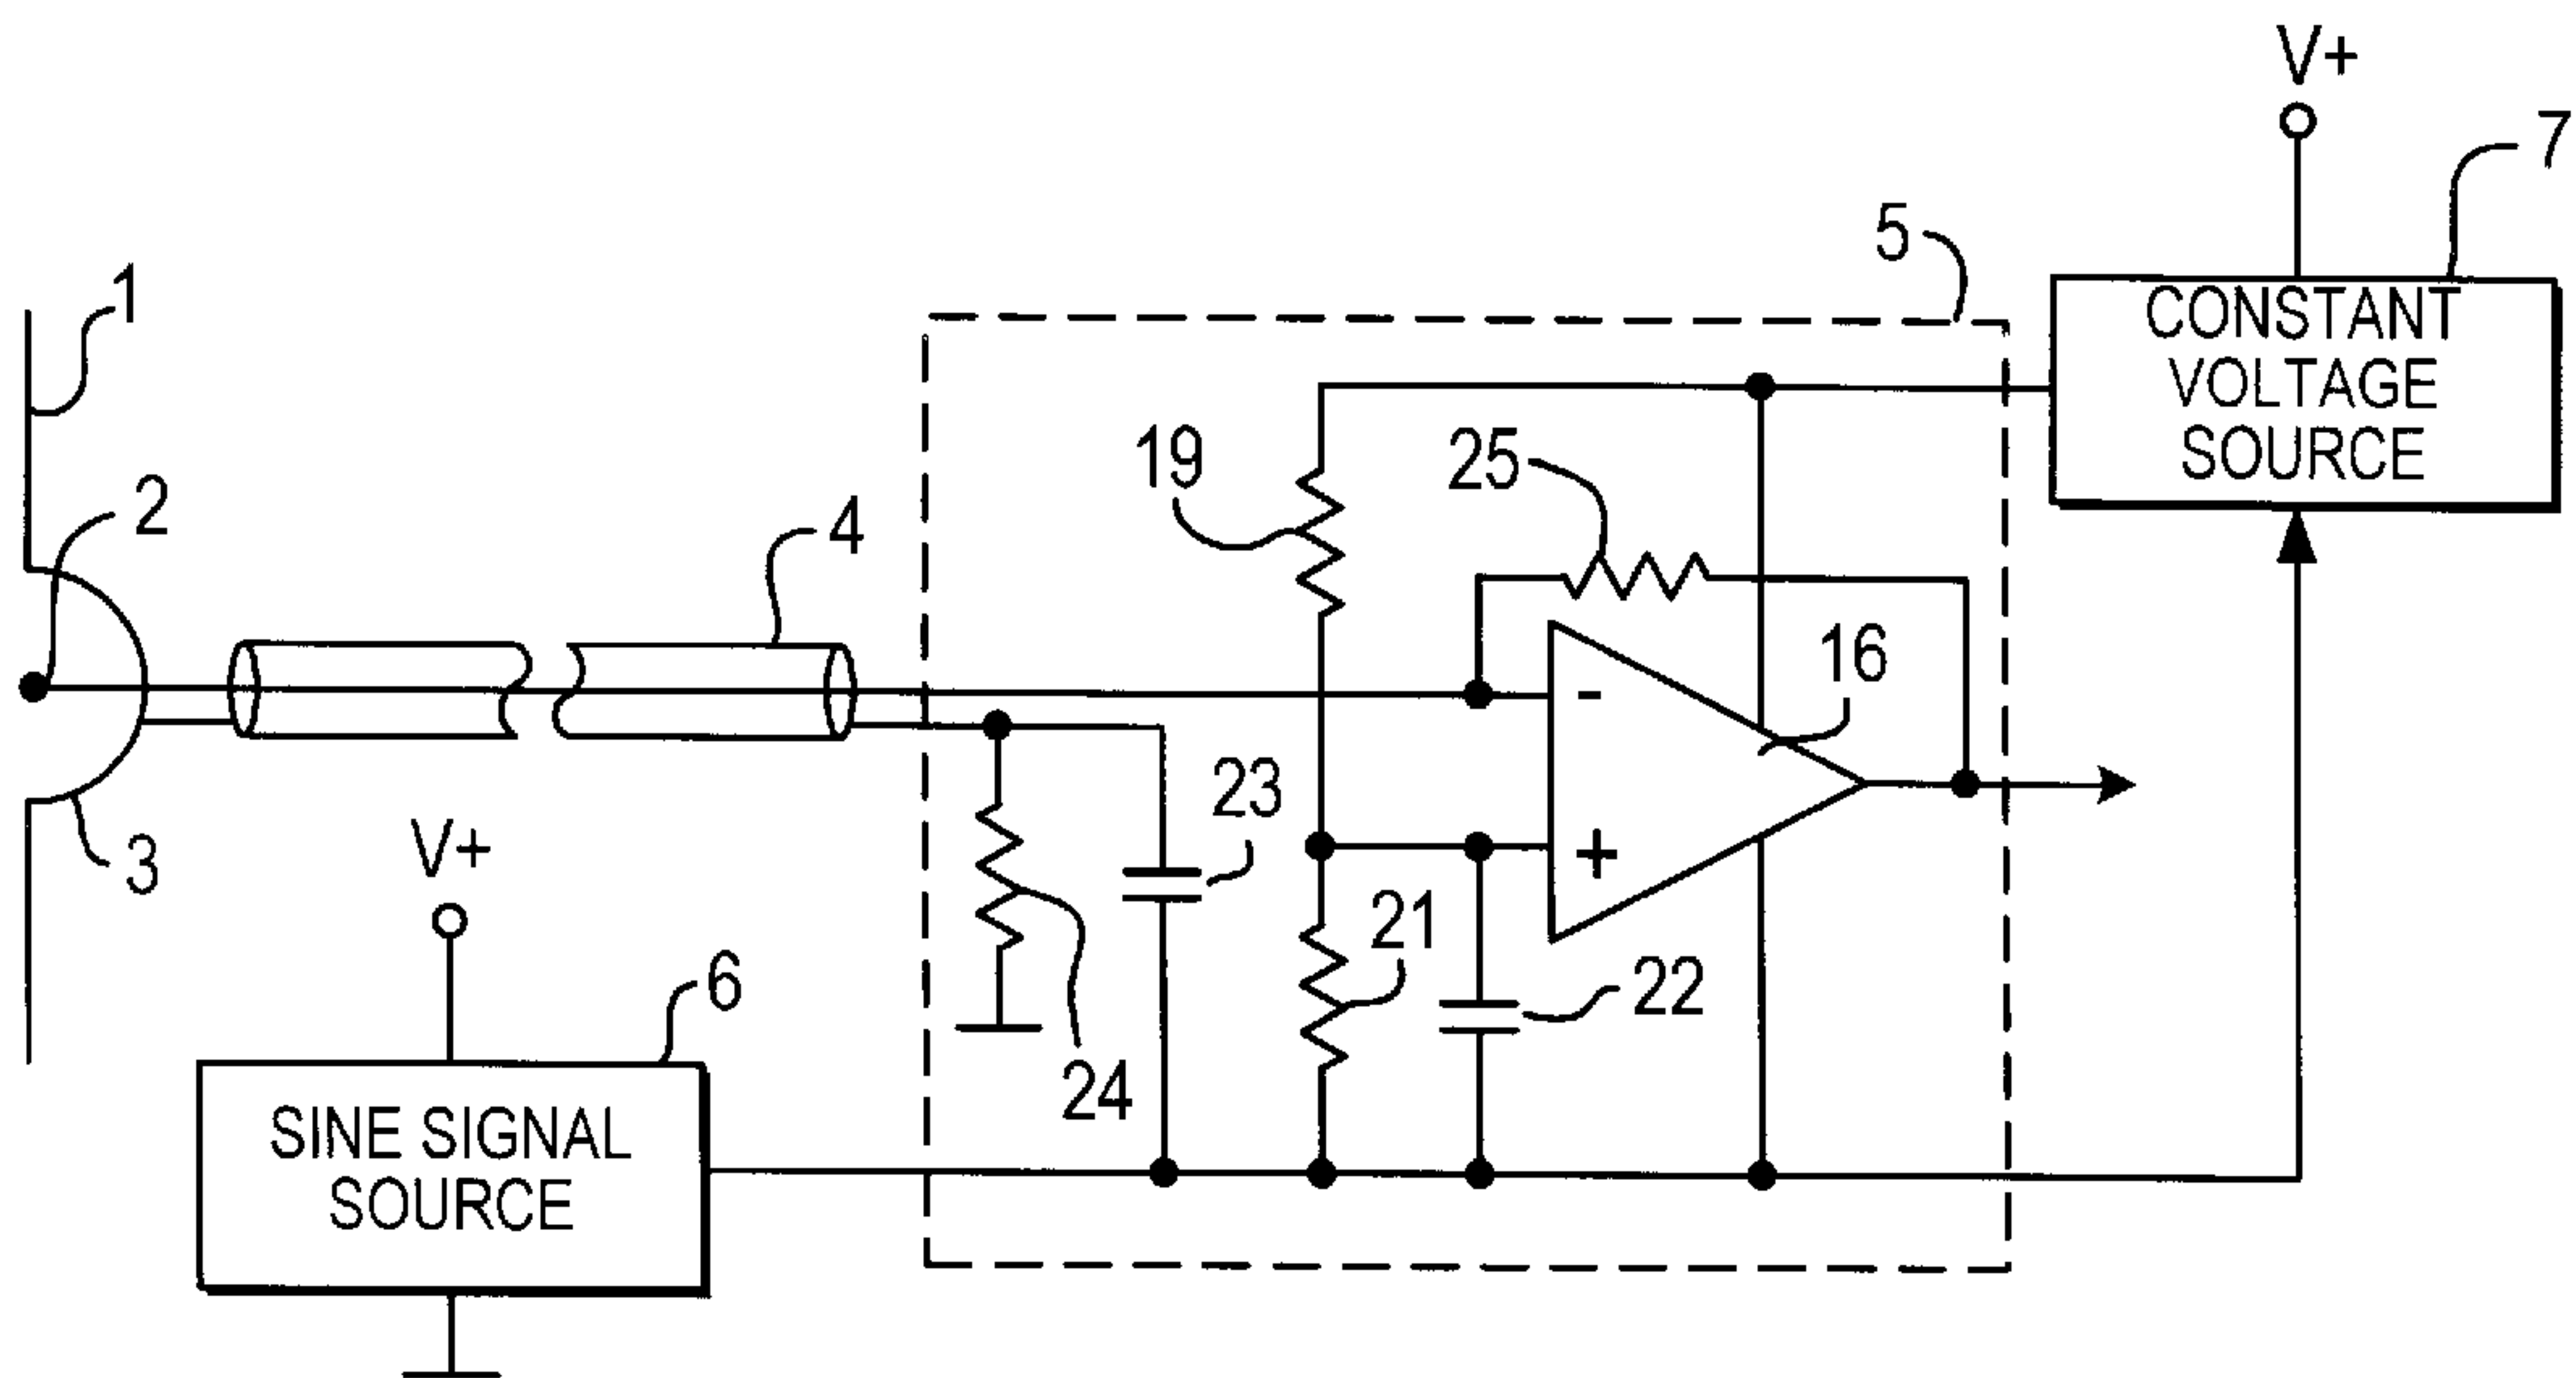 V+
7
CONSTANT
VOLTAGE
SOURCE
5
1
19
25
2
4
16
-
23
V+
3
+
21
6
22
24
SINE SIGNAL
SOURCE